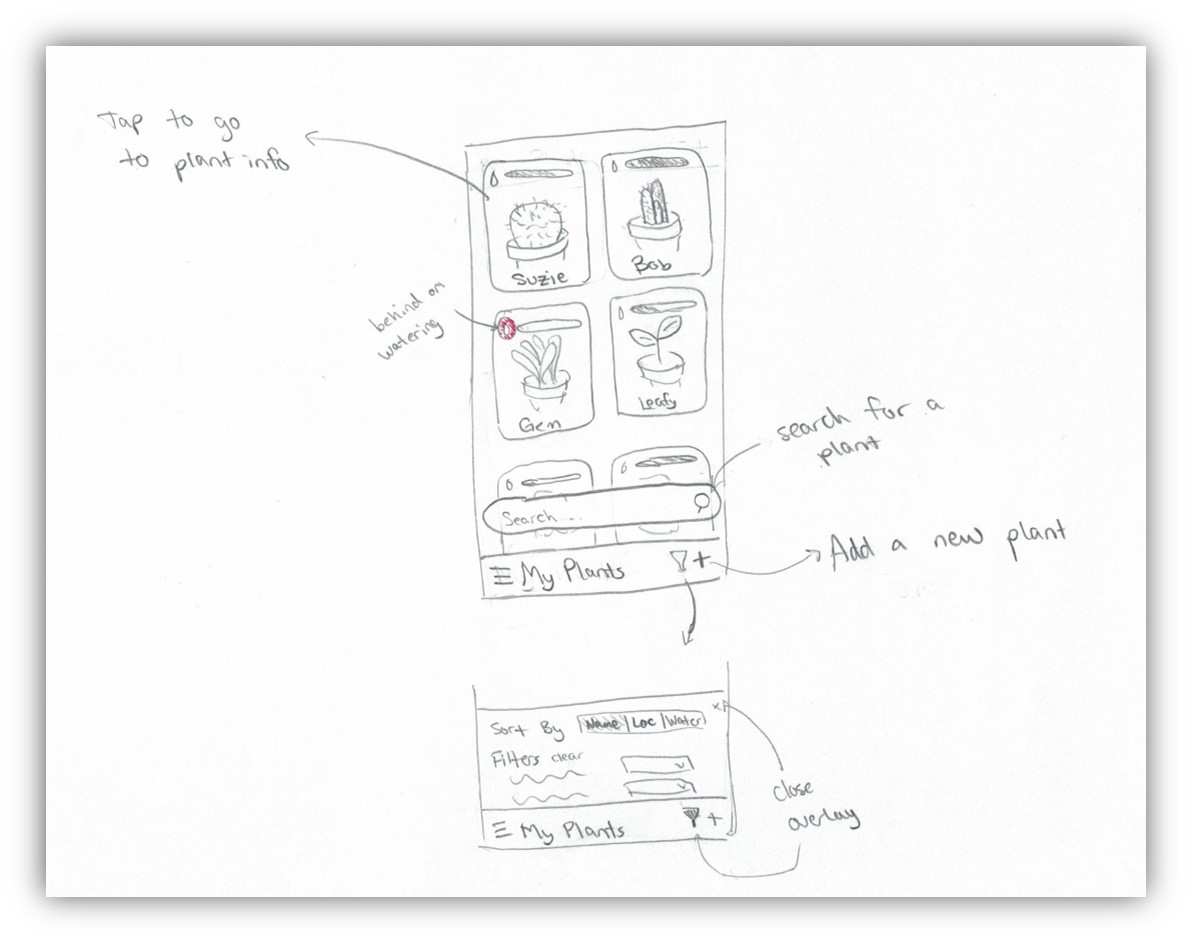 Tap to go
to plant info
Suzie
Bob
behind on
watering
Gen
Leafy
search for a
plant
Search...
My Plants
Add a new plant
Sort By Name Loc Water
x
Filters clear
close
overlay
My Plants